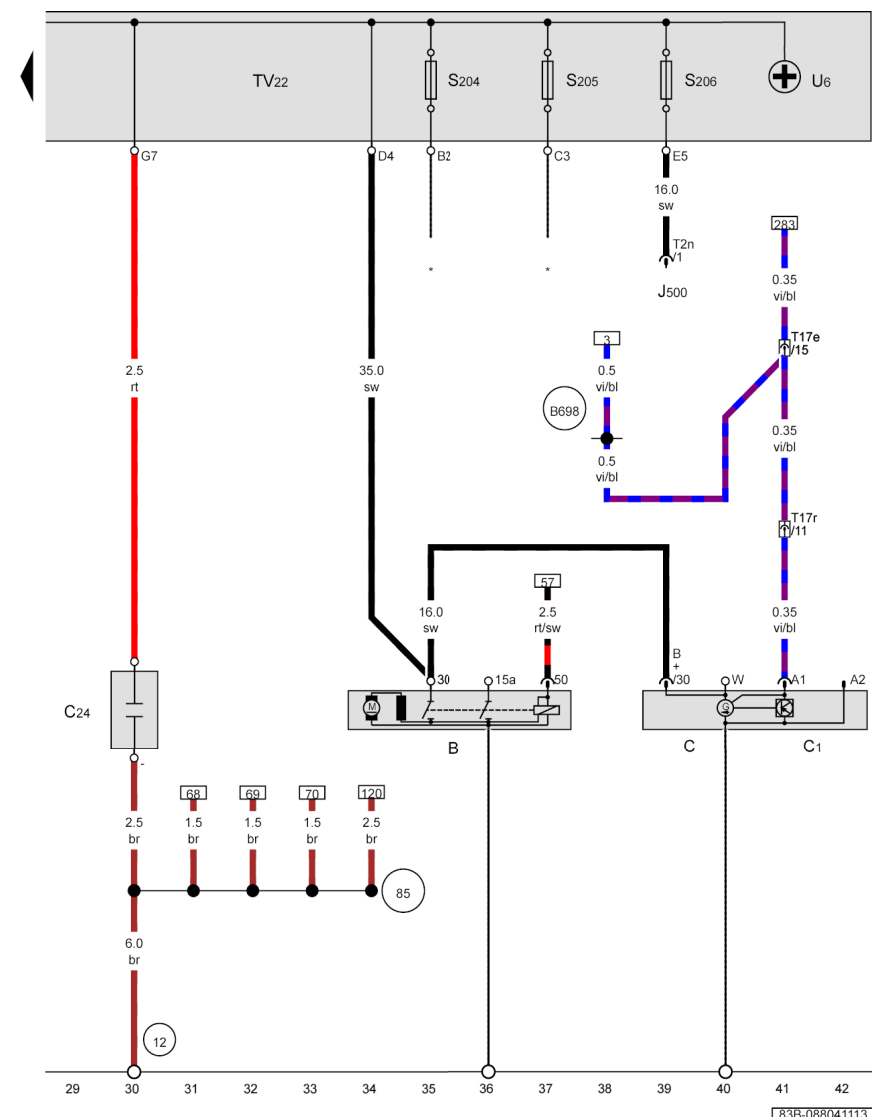 TV22
S204
S205
S206
U6
G7
D4
B2
C3
E5
16.0
sw
283
T2n
/1
*
*
J500
0.35
vi/bl
3
T17e
/15
2.5
rt
35.0
sw
0.5
vi/bl
B698
0.35
vi/bl
0.5
vi/bl
T17r
/11
57
16.0
sw
2.5
rt/sw
0.35
vi/bl
B
+
/30
30
15a
50
W
A1
A2
M
G
C24
B
C
C1
-
68
69
70
120
2.5
br
1.5
br
1.5
br
1.5
br
2.5
br
85
6.0
br
12
29 30 31 32 33 34 35 36 37 38 39 40 41 42
83B-088041113